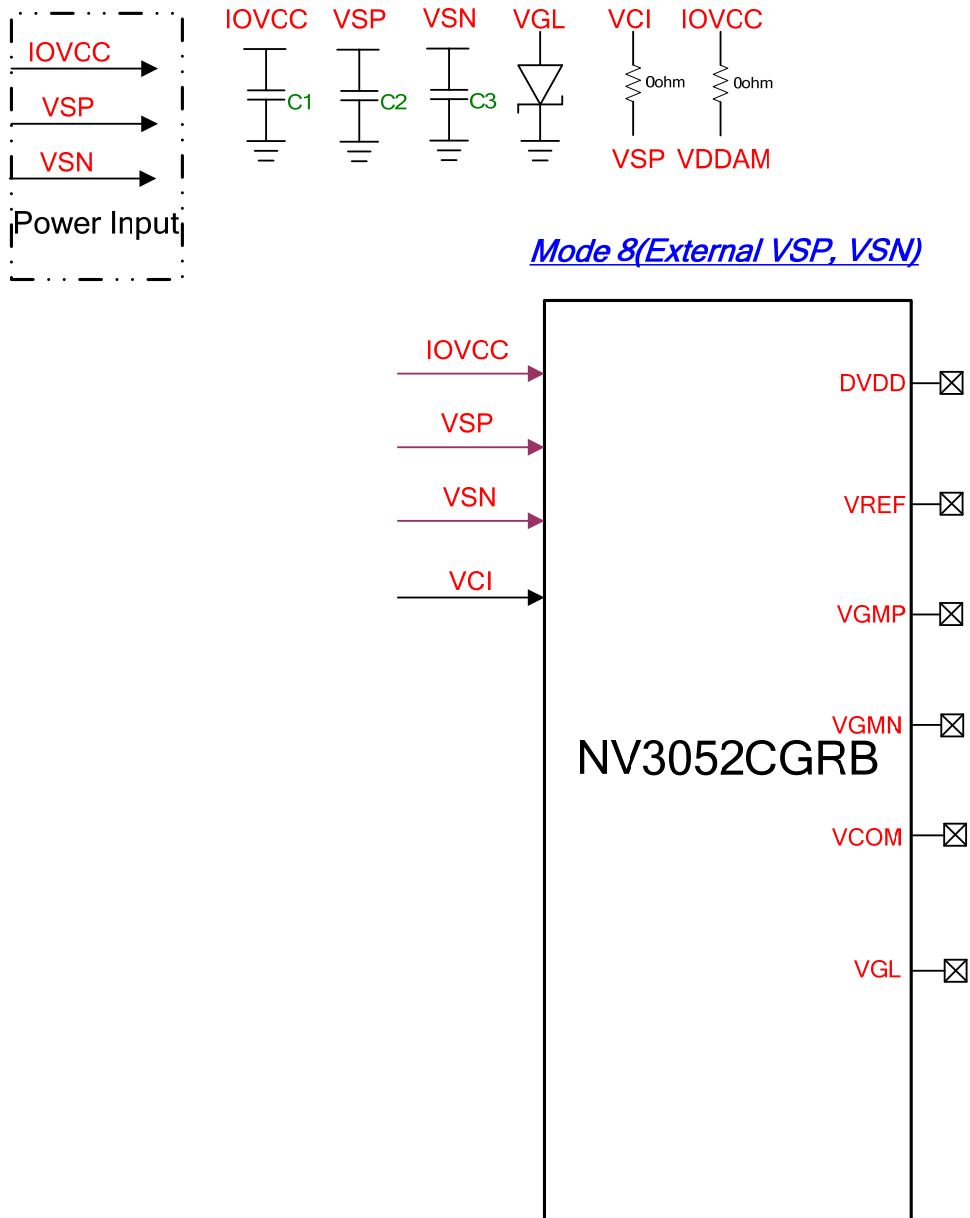 IOVCC VSP VSN VGL VCI IOVCC
IOVCC
VSP
VSN
Power Input
C1 C2 C3 0ohm 0ohm
VSP VDDAM
Mode 8(External VSP, VSN)
IOVCC
VSP
VSN
VCI
DVDD
VREF
VGMP
VGMN
NV3052CGRB
VCOM
VGL